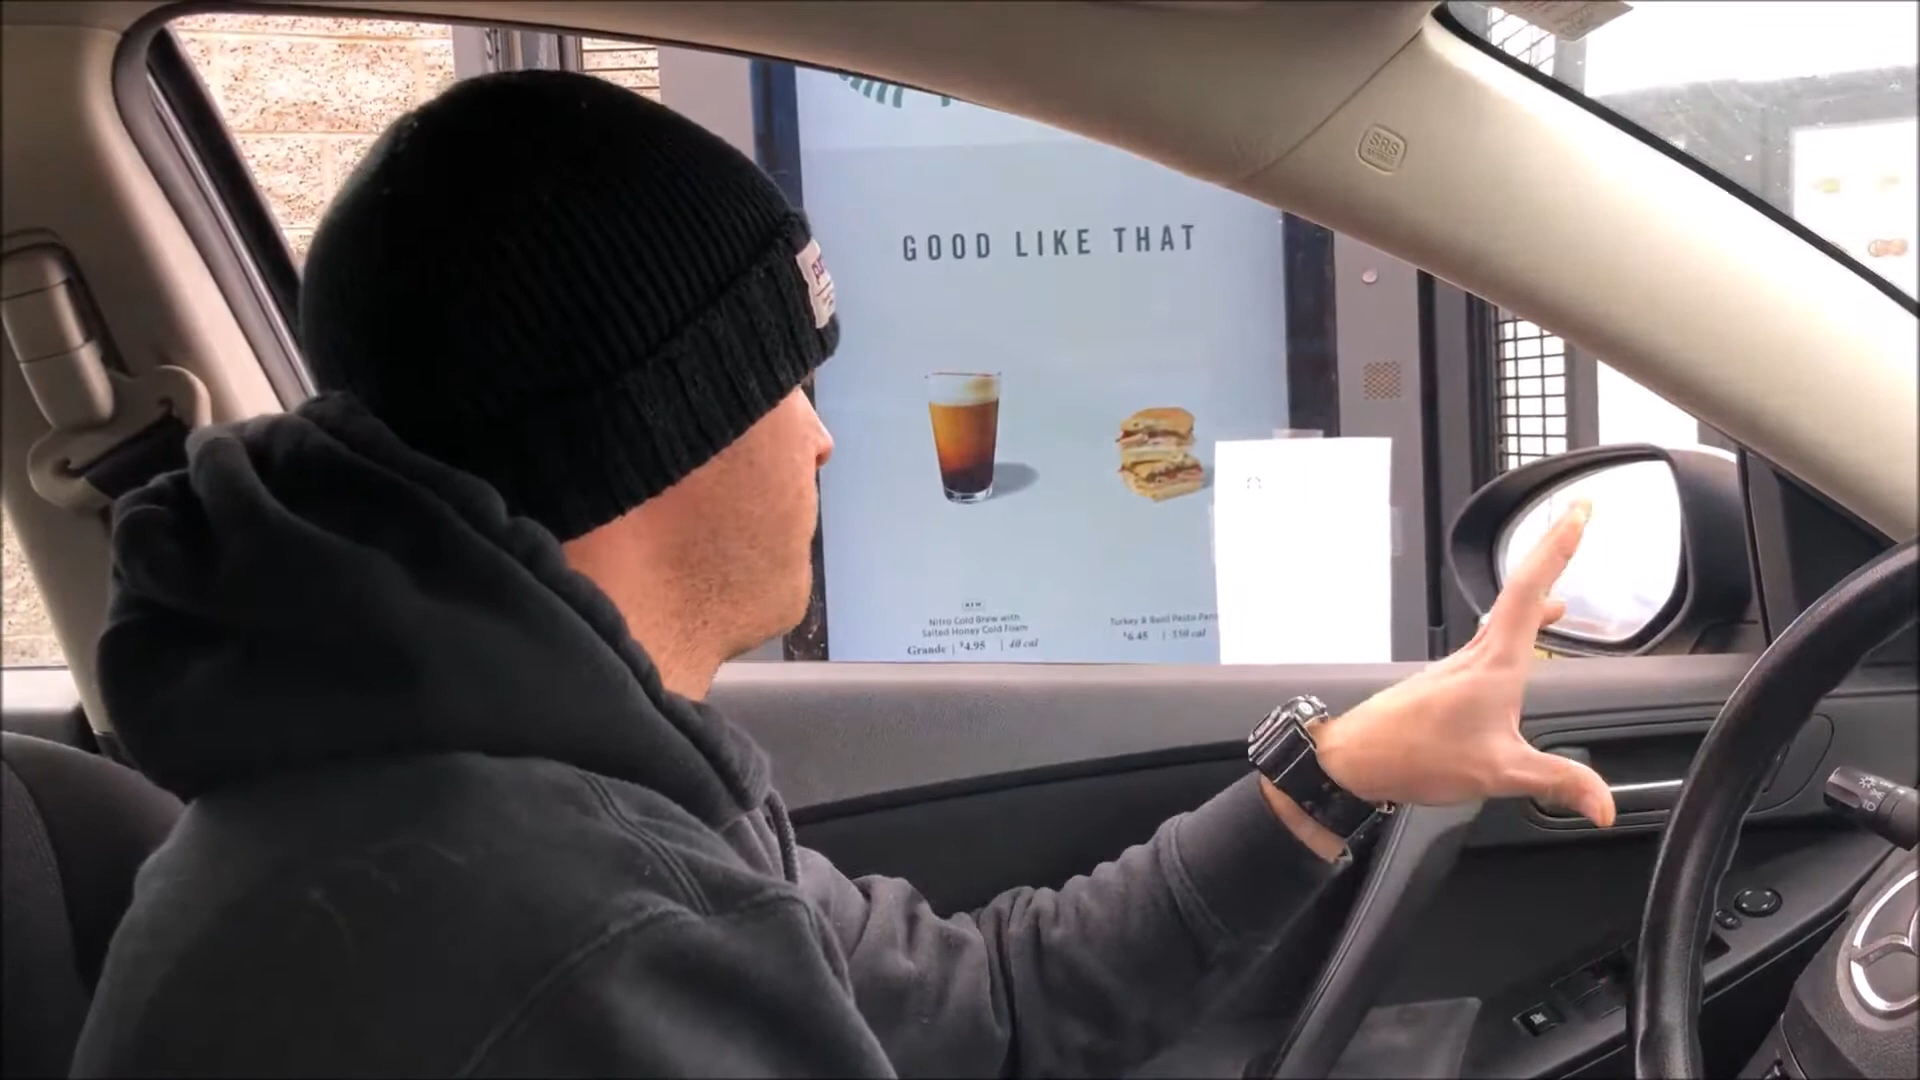 SRS
AIRBAG
GOOD LIKE THAT
NEW
Nitro Cold Brew with
Salted Honey Cold Foam
Grande | $4.95 | 40 cal
Turkey & Basil Pesto
$6.45 | 550 cal